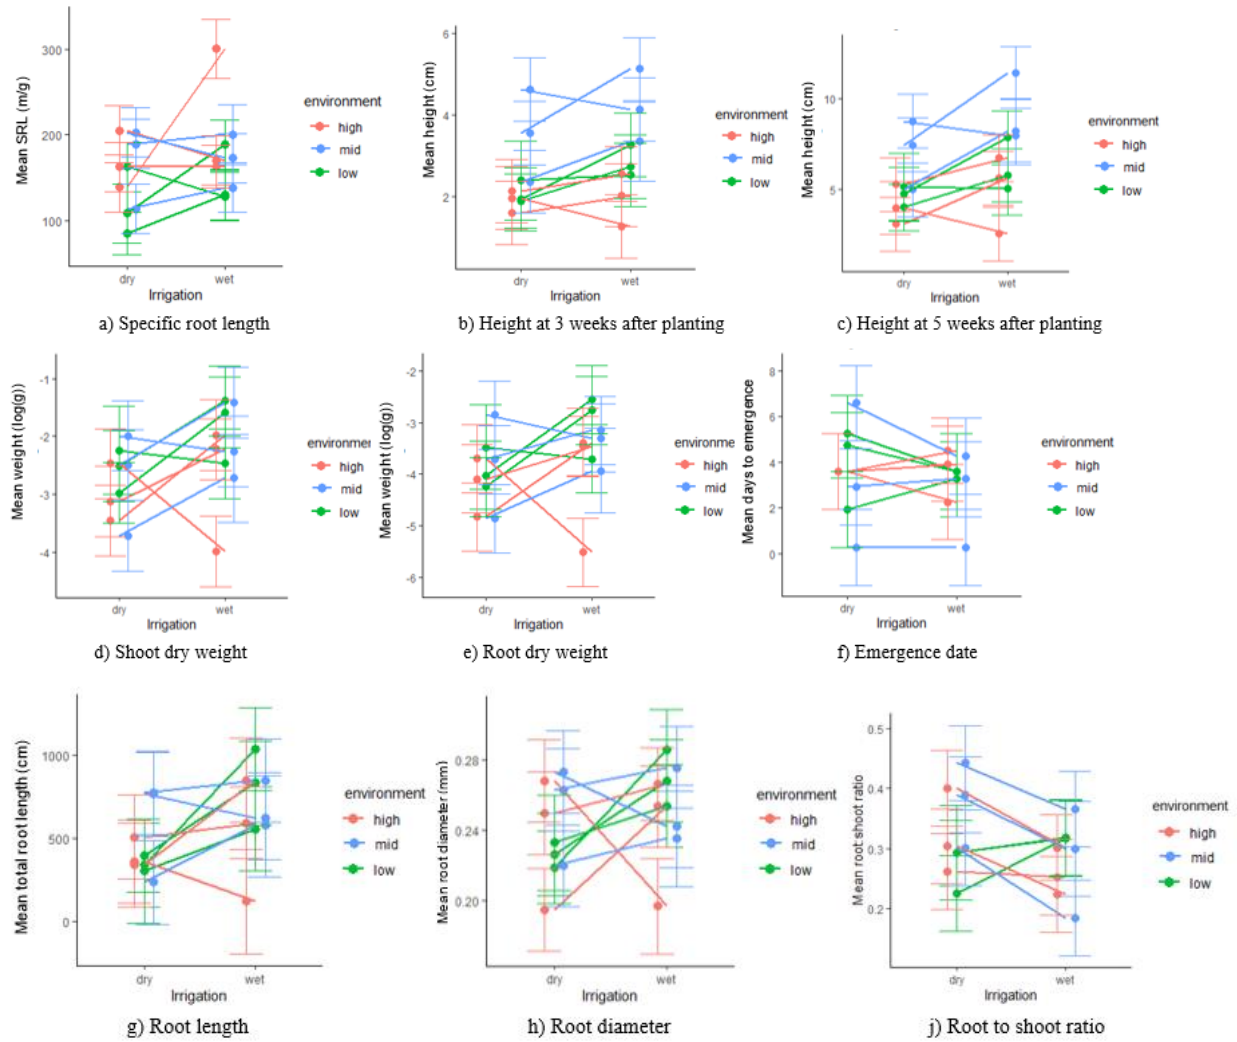 Mean SRL (m/g)
300
200
100
dry
wet
Irrigation
environment
high
mid
low
a) Specific root length
Mean height (cm)
6
4
2
dry
wet
Irrigation
environment
high
mid
low
b) Height at 3 weeks after planting
Mean height (cm)
10
5
dry
wet
Irrigation
environment
high
mid
low
c) Height at 5 weeks after planting
Mean weight (log(g))
-1
-2
-3
-4
dry
wet
Irrigation
environmer
high
mid
low
d) Shoot dry weight
Mean weight (log(g))
-2
-3
-4
-5
-6
dry
wet
Irrigation
environme
high
mid
low
e) Root dry weight
Mean days to emergence
8
6
4
2
0
dry
wet
Irrigation
environment
high
mid
low
f) Emergence date
Mean total root length (cm)
1000
500
0
dry
wet
Irrigation
environment
high
mid
low
g) Root length
Mean root diameter (mm)
0.28
0.24
0.20
dry
wet
Irrigation
environment
high
mid
low
h) Root diameter
Mean root shoot ratio
0.5
0.4
0.3
0.2
dry
wet
Irrigation
environment
high
mid
low
j) Root to shoot ratio